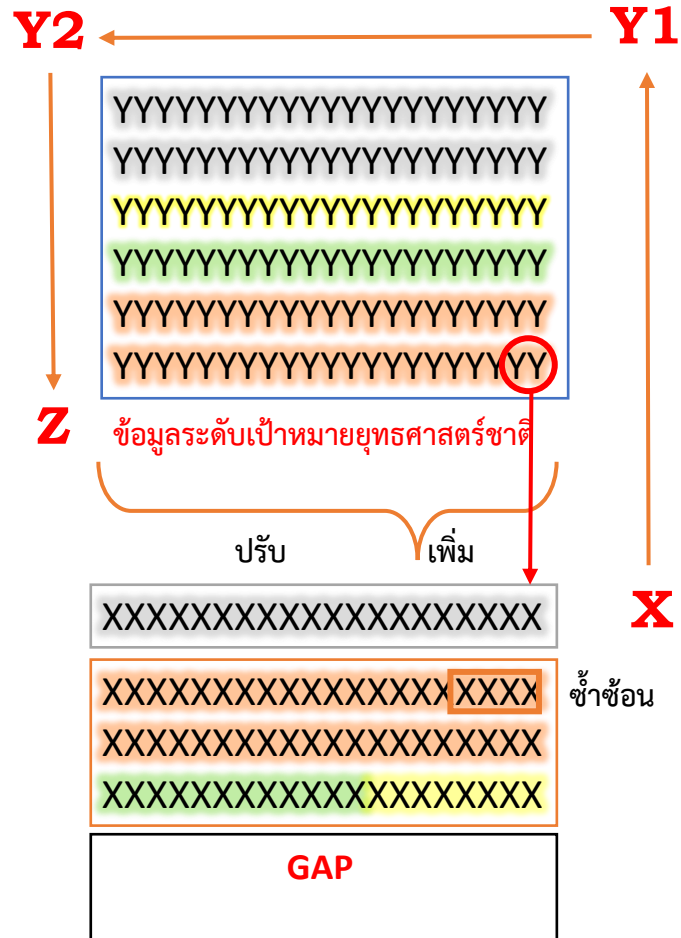 Y2 Y1
YYYYYYYYYYYYYYYYYYYYY
YYYYYYYYYYYYYYYYYYYYY
YYYYYYYYYYYYYYYYYYYYY
YYYYYYYYYYYYYYYYYYYYY
YYYYYYYYYYYYYYYYYYYYY
YYYYYYYYYYYYYYYYYYYYY
Z ข้อมูลระดับเป้าหมายยุทธศาสตร์ชาติ
ปรับ เพิ่ม
XXXXXXXXXXXXXXXXXXXX X
XXXXXXXXXXXXXXXXXXXX ซ้ำซ้อน
XXXXXXXXXXXXXXXXXXXX
XXXXXXXXXXXXXXXXXXXX
GAP